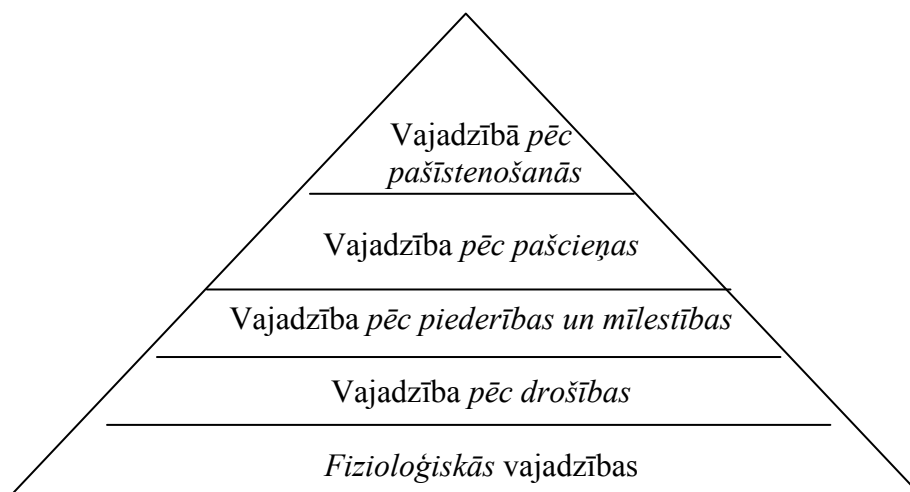 Vajadzībā pēc
pašīstenošanās
Vajadzība pēc pašcieņas
Vajadzība pēc piederības un mīlestības
Vajadzība pēc drošības
Fizioloģiskās vajadzības